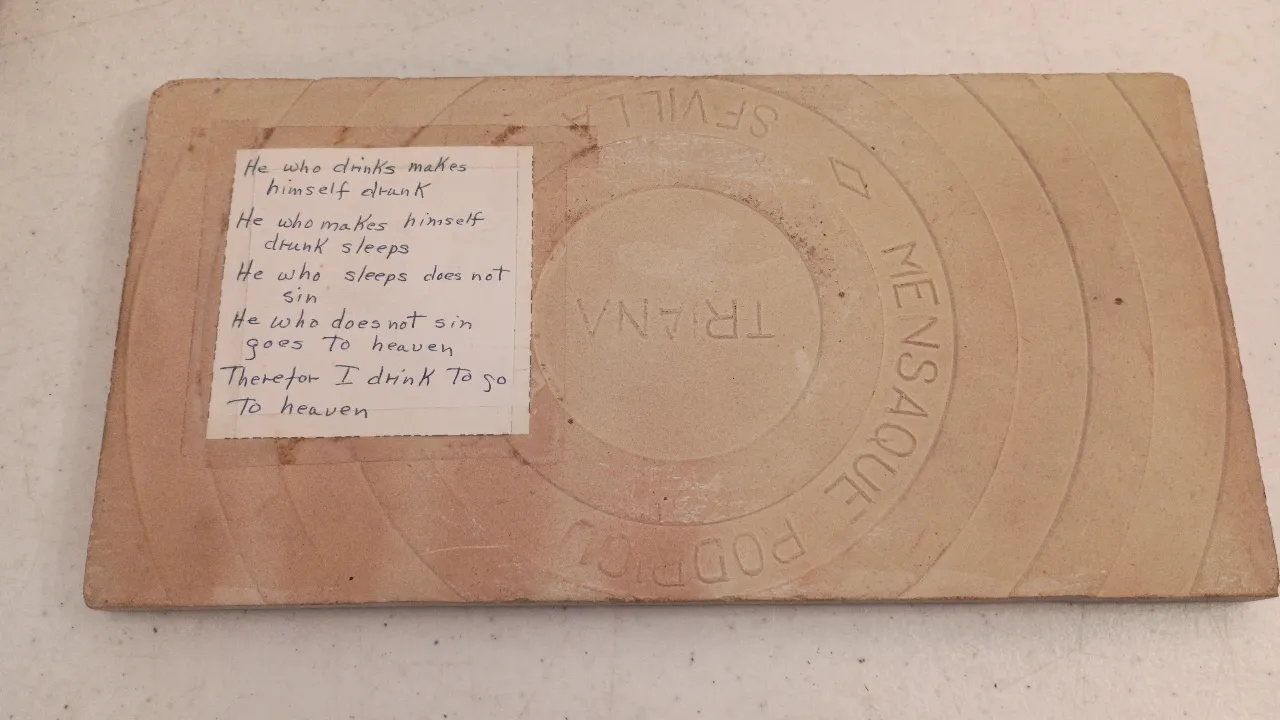 He who drinks makes
himself drunk
He who makes himself
drunk sleeps
He who sleeps does not
sin
He who does not sin
goes To heaven
Therefor I drink To go
To heaven
MENSAQUE
SEVILLA
TRIANA